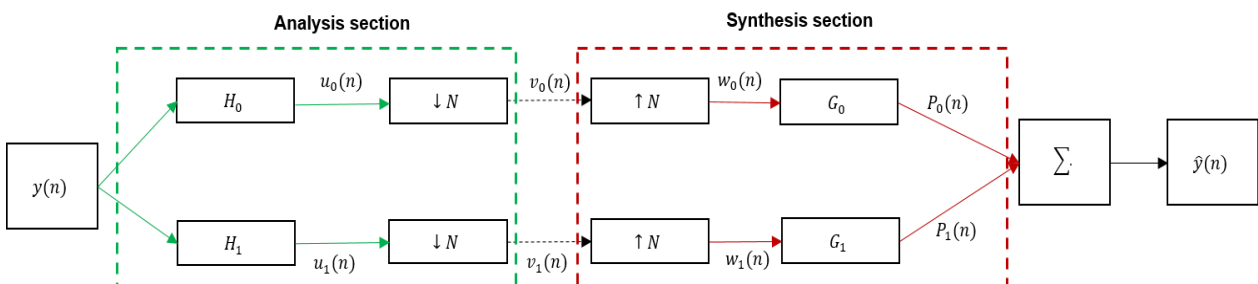 Analysis section
Synthesis section
H₀
u₀(n)
↓ N
v₀(n)
↑ N
w₀(n)
G₀
P₀(n)
y(n)
∑.
ŷ(n)
H₁
u₁(n)
↓ N
v₁(n)
↑ N
w₁(n)
G₁
P₁(n)